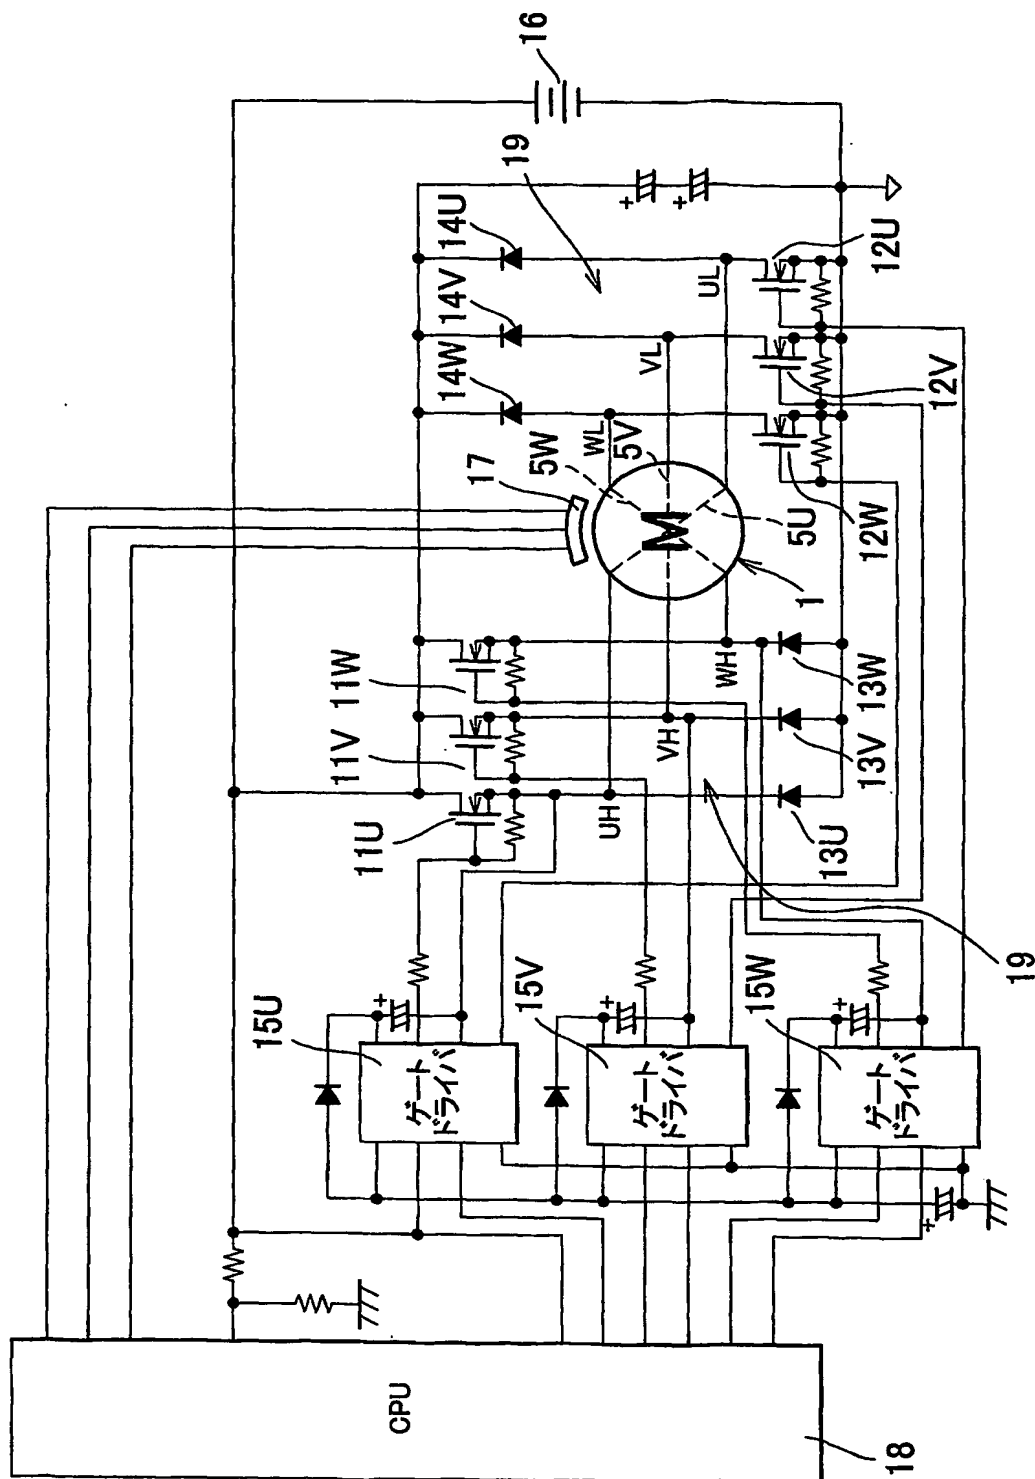 16
19
14U
14V
14W
17
5W
WL
5V
VL
UL
12U
12V
12W
5U
M
1
11W
11V
11U
WH
VH
UH
13W
13V
13U
19
15U
ゲート
ドライバ
15V
ゲート
ドライバ
15W
ゲート
ドライバ
+
+
+
+
+
+
CPU
18